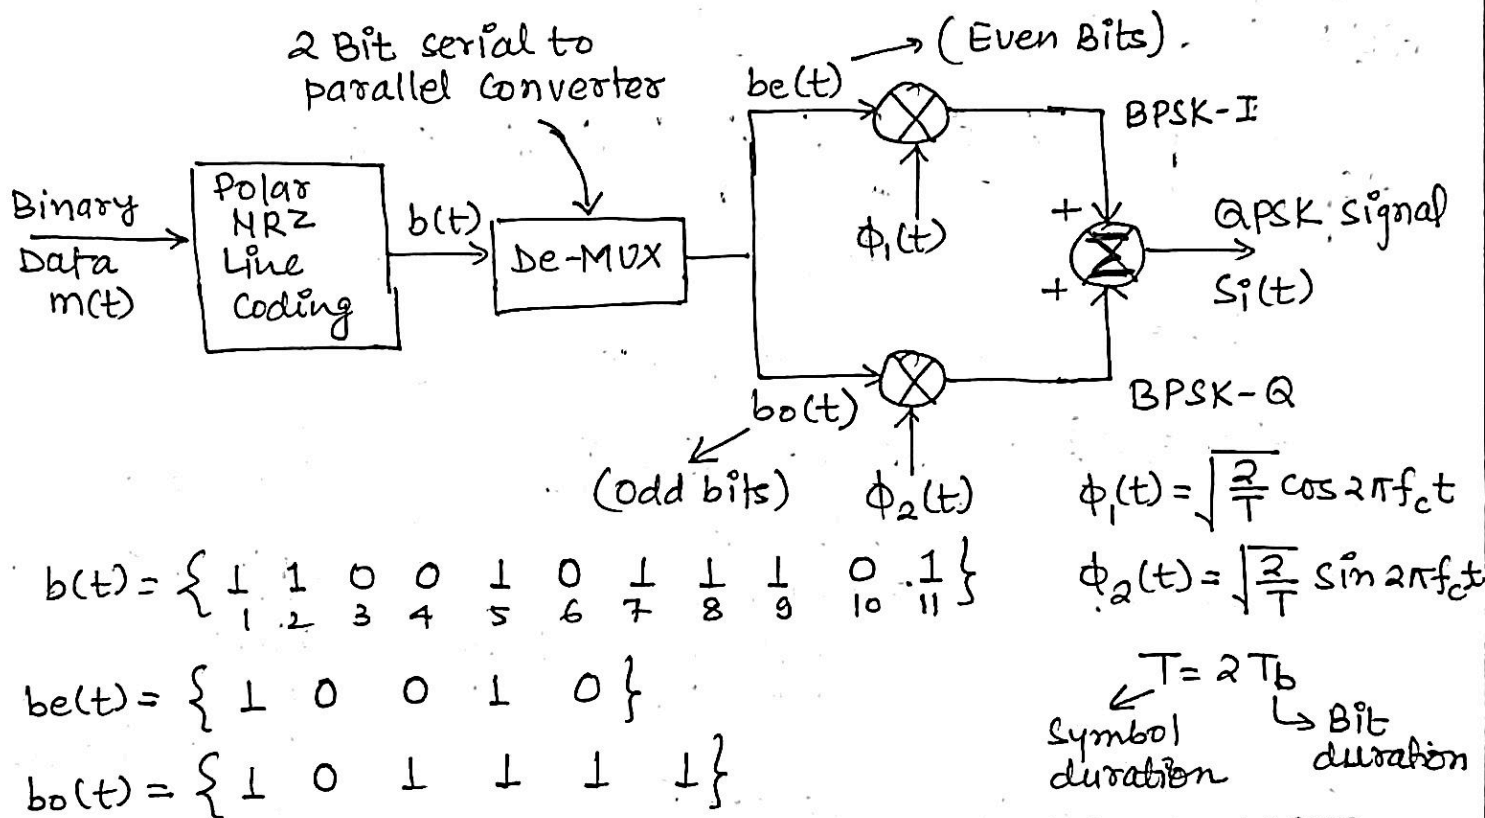 2 Bit serial to
parallel Converter
be(t) → (Even Bits).
BPSK-I
Binary
Data
m(t)
Polar
NRZ
Line
Coding
b(t)
De-MUX
ϕ₁(t)
+
Σ
+
QPSK signal
Si(t)
bo(t)
BPSK-Q
(Odd bits)
ϕ₂(t)
ϕ₁(t) = √(2/T) cos 2πfct
b(t) = { 1 1 0 0 1 0 1 1 1 0 1 }
1 2 3 4 5 6 7 8 9 10 11
ϕ₂(t) = √(2/T) Sin 2πfct
be(t) = { 1 0 0 1 0 }
T = 2Tb
Symbol
duration
Bit
duration
bo(t) = { 1 0 1 1 1 1 }